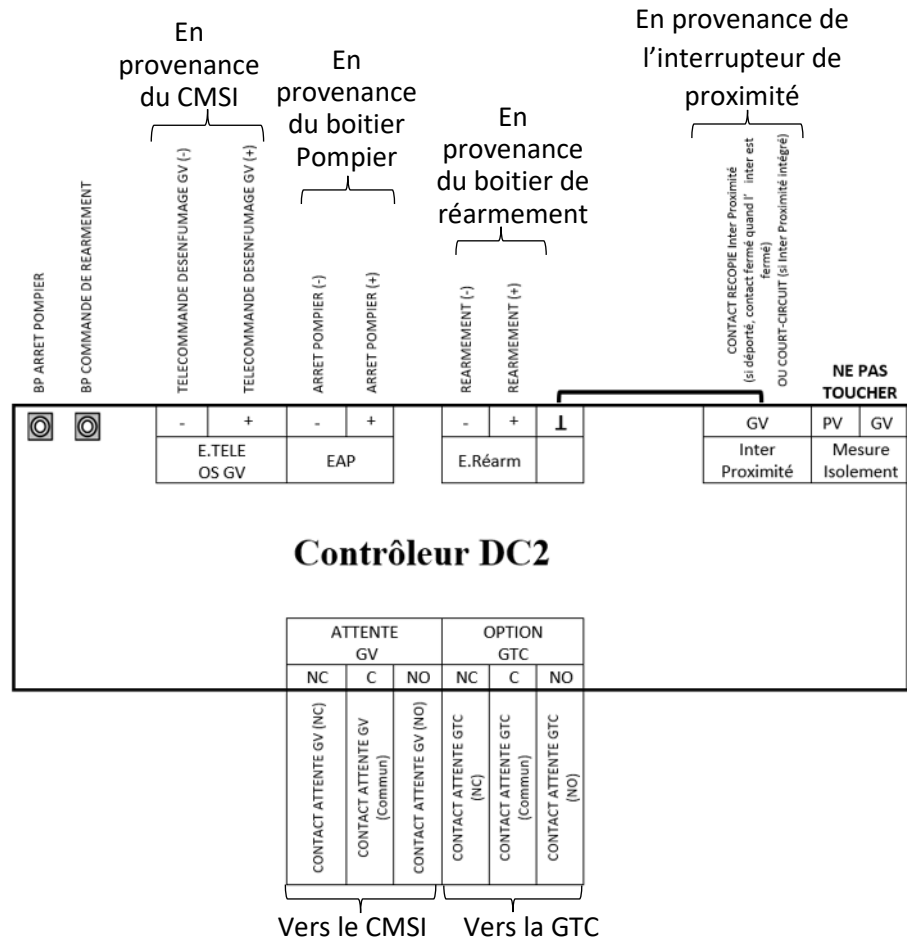 En
provenance
du CMSI
En
provenance
du boitier
Pompier
En
provenance
du boitier de
réarmement
En provenance de
l'interrupteur de
proximité
BP ARRET POMPIER
BP COMMANDE DE REARMEMENT
TELECOMMANDE DESENFUMAGE GV (-)
TELECOMMANDE DESENFUMAGE GV (+)
ARRET POMPIER (-)
ARRET POMPIER (+)
REARMEMENT (-)
REARMEMENT (+)
CONTACT RECOPIE Inter Proximité
(si déporté, contact fermé quand l' inter est
fermé)
OU COURT-CIRCUIT (si Inter Proximité intégré)
NE PAS
TOUCHER
- + - + - + GV PV GV
E.TELE
OS GV
EAP
E.Réarm
Inter
Proximité
Mesure
Isolement
Contrôleur DC2
ATTENTE
GV
OPTION
GTC
NC C NO NC C NO
CONTACT ATTENTE GV (NC)
CONTACT ATTENTE GV
(Commun)
CONTACT ATTENTE GV (NO)
CONTACT ATTENTE GTC
(NC)
CONTACT ATTENTE GTC
(Commun)
CONTACT ATTENTE GTC
(NO)
Vers le CMSI
Vers la GTC